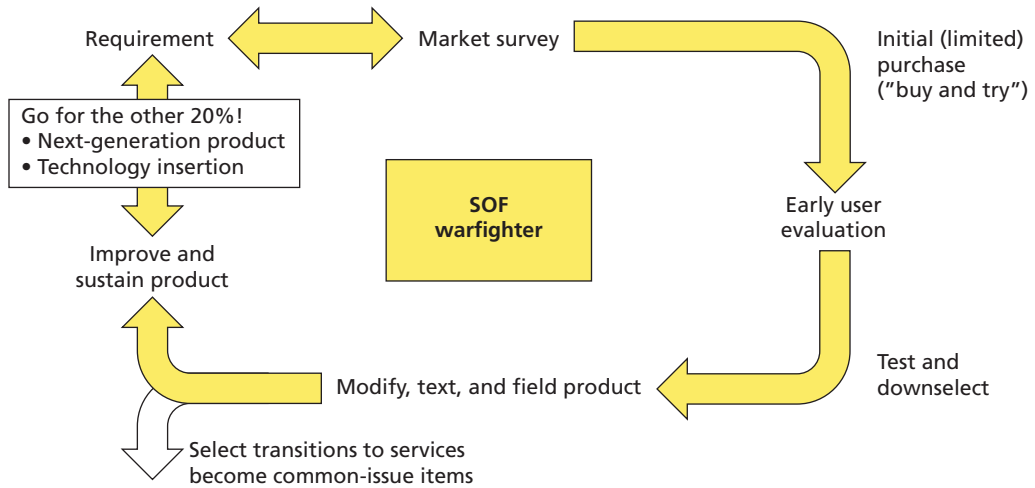 Requirement
Market survey
Initial (limited)
purchase
(”buy and try”)
Go for the other 20%!
• Next-generation product
• Technology insertion
SOF
warfighter
Early user
evaluation
Improve and
sustain product
Test and
downselect
Modify, text, and field product
Select transitions to services
become common-issue items